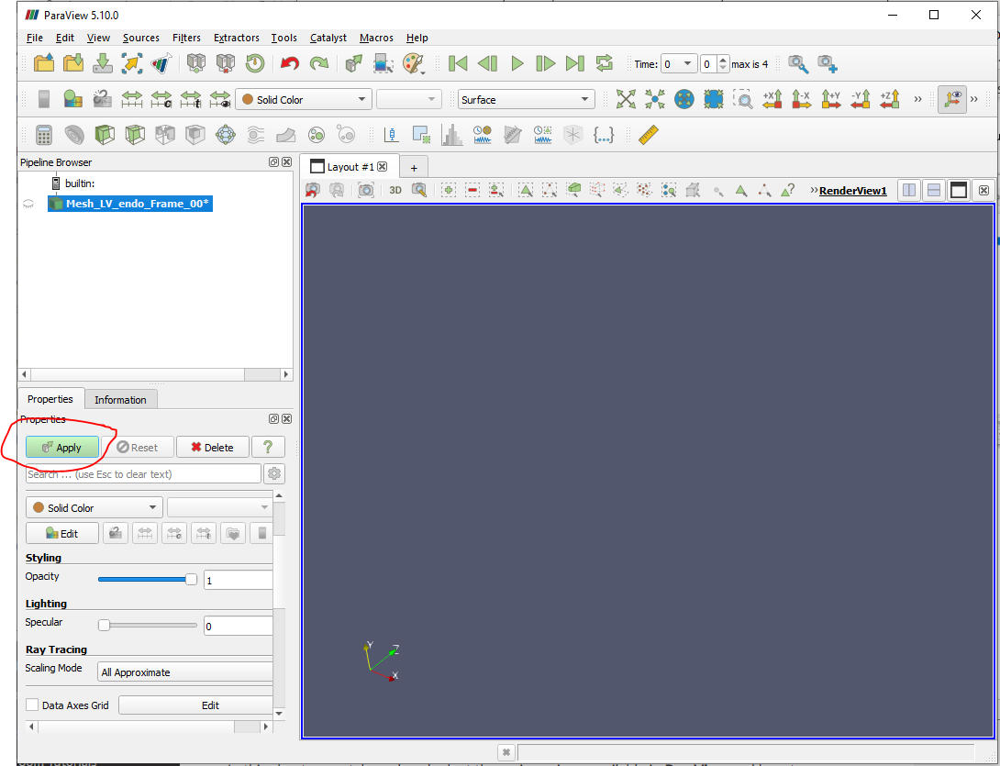 ParaView 5.10.0
File Edit View Sources Filters Extractors Tools Catalyst Macros Help
Time: 0 0 max is 4
Solid Color Surface +X -X +Y -Y +Z »
Pipeline Browser
Layout #1 +
builtin:
Mesh_LV_endo_Frame_00*
3D » RenderView1
Properties Information
Properties
Apply Reset Delete ?
Search ... (use Esc to clear text)
Solid Color
Edit
Styling
Opacity 1
Lighting
Specular 0
Ray Tracing
Scaling Mode All Approximate
Data Axes Grid Edit
Y Z
X